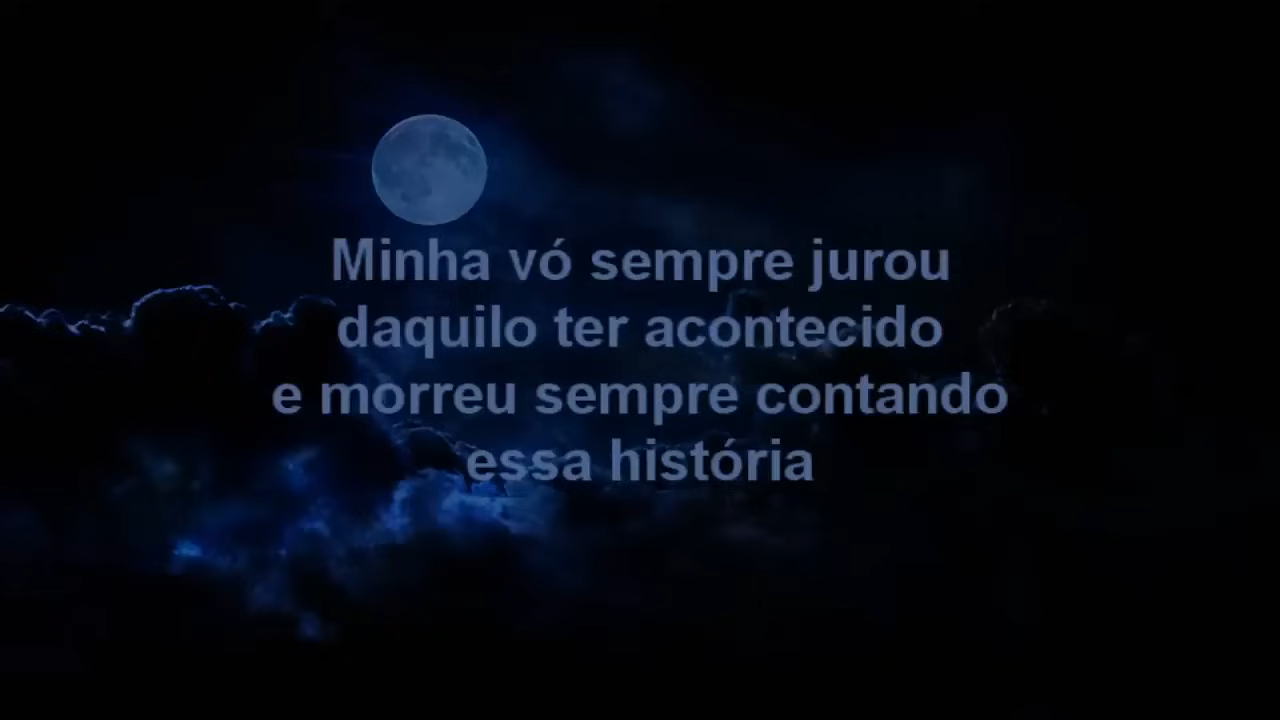 Minha vó sempre jurou
daquilo ter acontecido
e morreu sempre contando
essa história